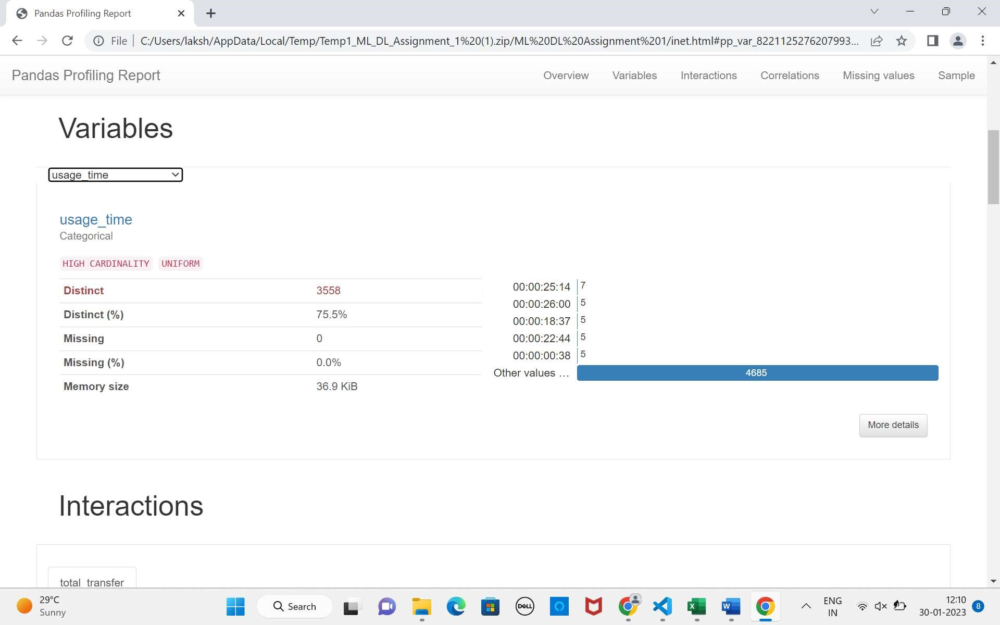 Pandas Profiling Report
File C:/Users/laksh/AppData/Local/Temp/Temp1_ML_DL_Assignment_1%20(1).zip/ML%20DL%20Assignment%201/inet.html#pp_var_8221125276207993...
Pandas Profiling Report Overview Variables Interactions Correlations Missing values Sample
Variables
usage_time
usage_time
Categorical
HIGH CARDINALITY UNIFORM
Distinct 3558
Distinct (%) 75.5%
Missing 0
Missing (%) 0.0%
Memory size 36.9 KiB
00:00:25:14 7
00:00:26:00 5
00:00:18:37 5
00:00:22:44 5
00:00:00:38 5
Other values … 4685
More details
Interactions
total_transfer
29°C
Sunny
Search
DELL
X
W
ENG
IN
12:10
30-01-2023
8